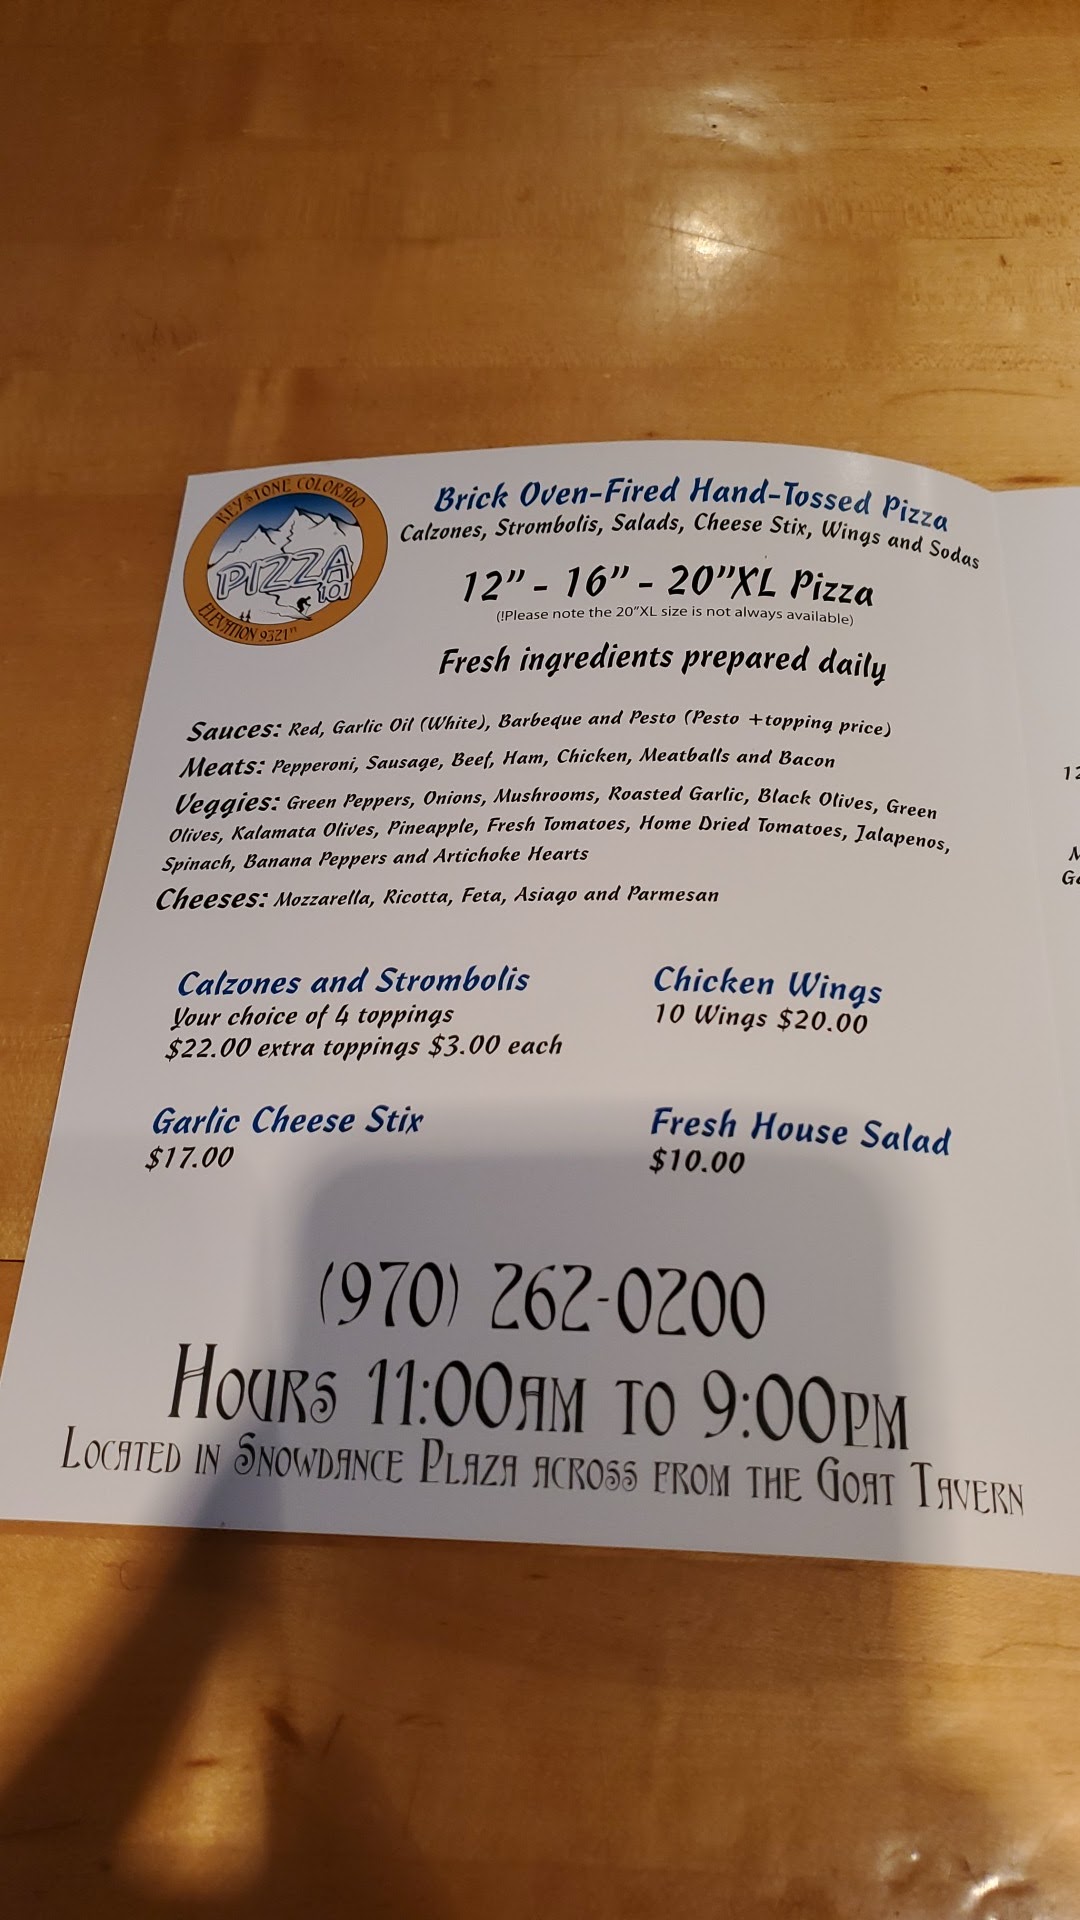 KEYSTONE COLORADO
PIZZA
101
ELEVATION 9321FT
Brick Oven-Fired Hand-Tossed Pizza
Calzones, Strombolis, Salads, Cheese Stix, Wings and Sodas
12" - 16" - 20"XL Pizza
(!Please note the 20"XL size is not always available)
Fresh ingredients prepared daily
Sauces: Red, Garlic Oil (White), Barbeque and Pesto (Pesto +topping price)
Meats: Pepperoni, Sausage, Beef, Ham, Chicken, Meatballs and Bacon
Veggies: Green Peppers, Onions, Mushrooms, Roasted Garlic, Black Olives, Green
Olives, Kalamata Olives, Pineapple, Fresh Tomatoes, Home Dried Tomatoes, Jalapenos,
Spinach, Banana Peppers and Artichoke Hearts
Cheeses: Mozzarella, Ricotta, Feta, Asiago and Parmesan
Calzones and Strombolis
Your choice of 4 toppings
$22.00 extra toppings $3.00 each
Chicken Wings
10 Wings $20.00
Garlic Cheese Stix
$17.00
Fresh House Salad
$10.00
(970) 262-0200
HOURS 11:00AM TO 9:00PM
LOCATED IN SNOWDANCE PLAZA ACROSS FROM THE GOAT TAVERN